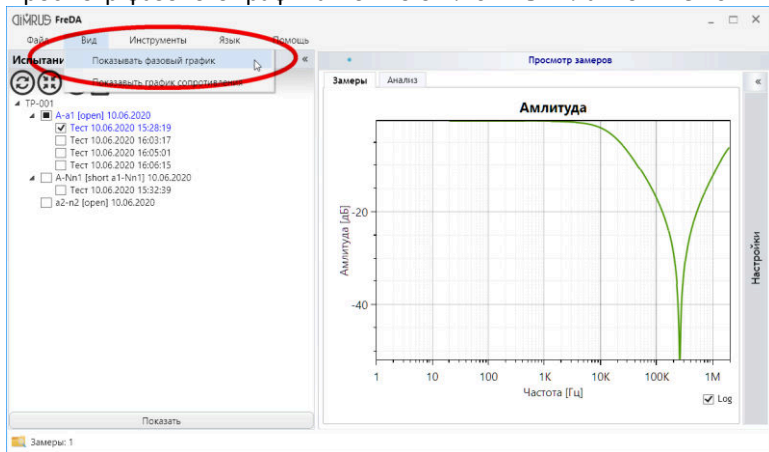 DIMRUS FreDA
Файл Вид Инструменты Язык Помощь
Показывать фазовый график
Показавыть график сопротивления
Просмотр замеров
Замеры Анализ
TP-001
A-a1 [open] 10.06.2020
Тест 10.06.2020 15:28:19
Тест 10.06.2020 16:03:17
Тест 10.06.2020 16:05:01
Тест 10.06.2020 16:06:15
A-Nn1 [short a1-Nn1] 10.06.2020
Тест 10.06.2020 15:32:39
a2-n2 [open] 10.06.2020
Показать
Замеры: 1
Амлитуда
Амлитуда [дБ]
-20
-40
1 10 100 1K 10K 100K 1M
Частота [Гц]
Log
Настройки